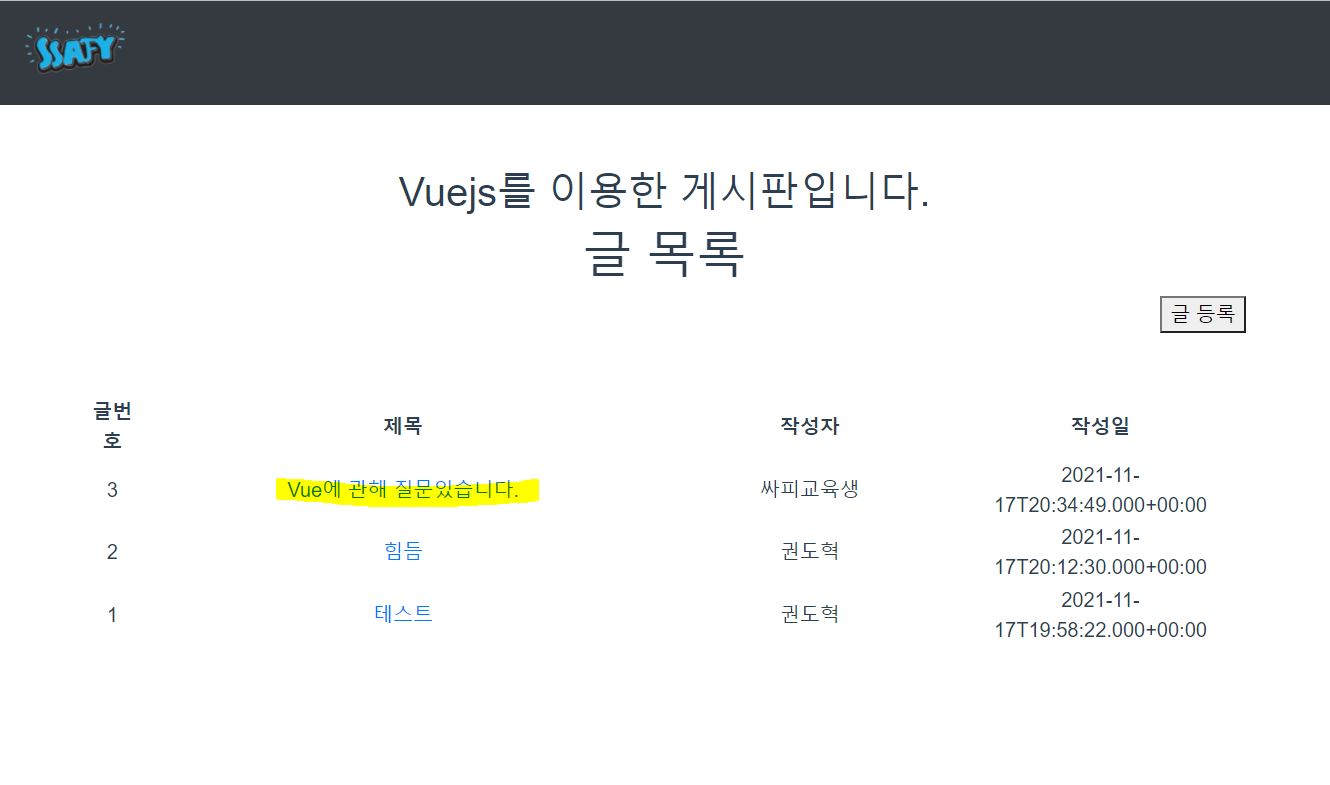 SSAFY
Vuejs를 이용한 게시판입니다.
글 목록
글 등록
글번
호
제목
작성자
작성일
3
Vue에 관해 질문있습니다.
싸피교육생
2021-11-
17T20:34:49.000+00:00
2
힘듬
권도혁
2021-11-
17T20:12:30.000+00:00
1
테스트
권도혁
2021-11-
17T19:58:22.000+00:00